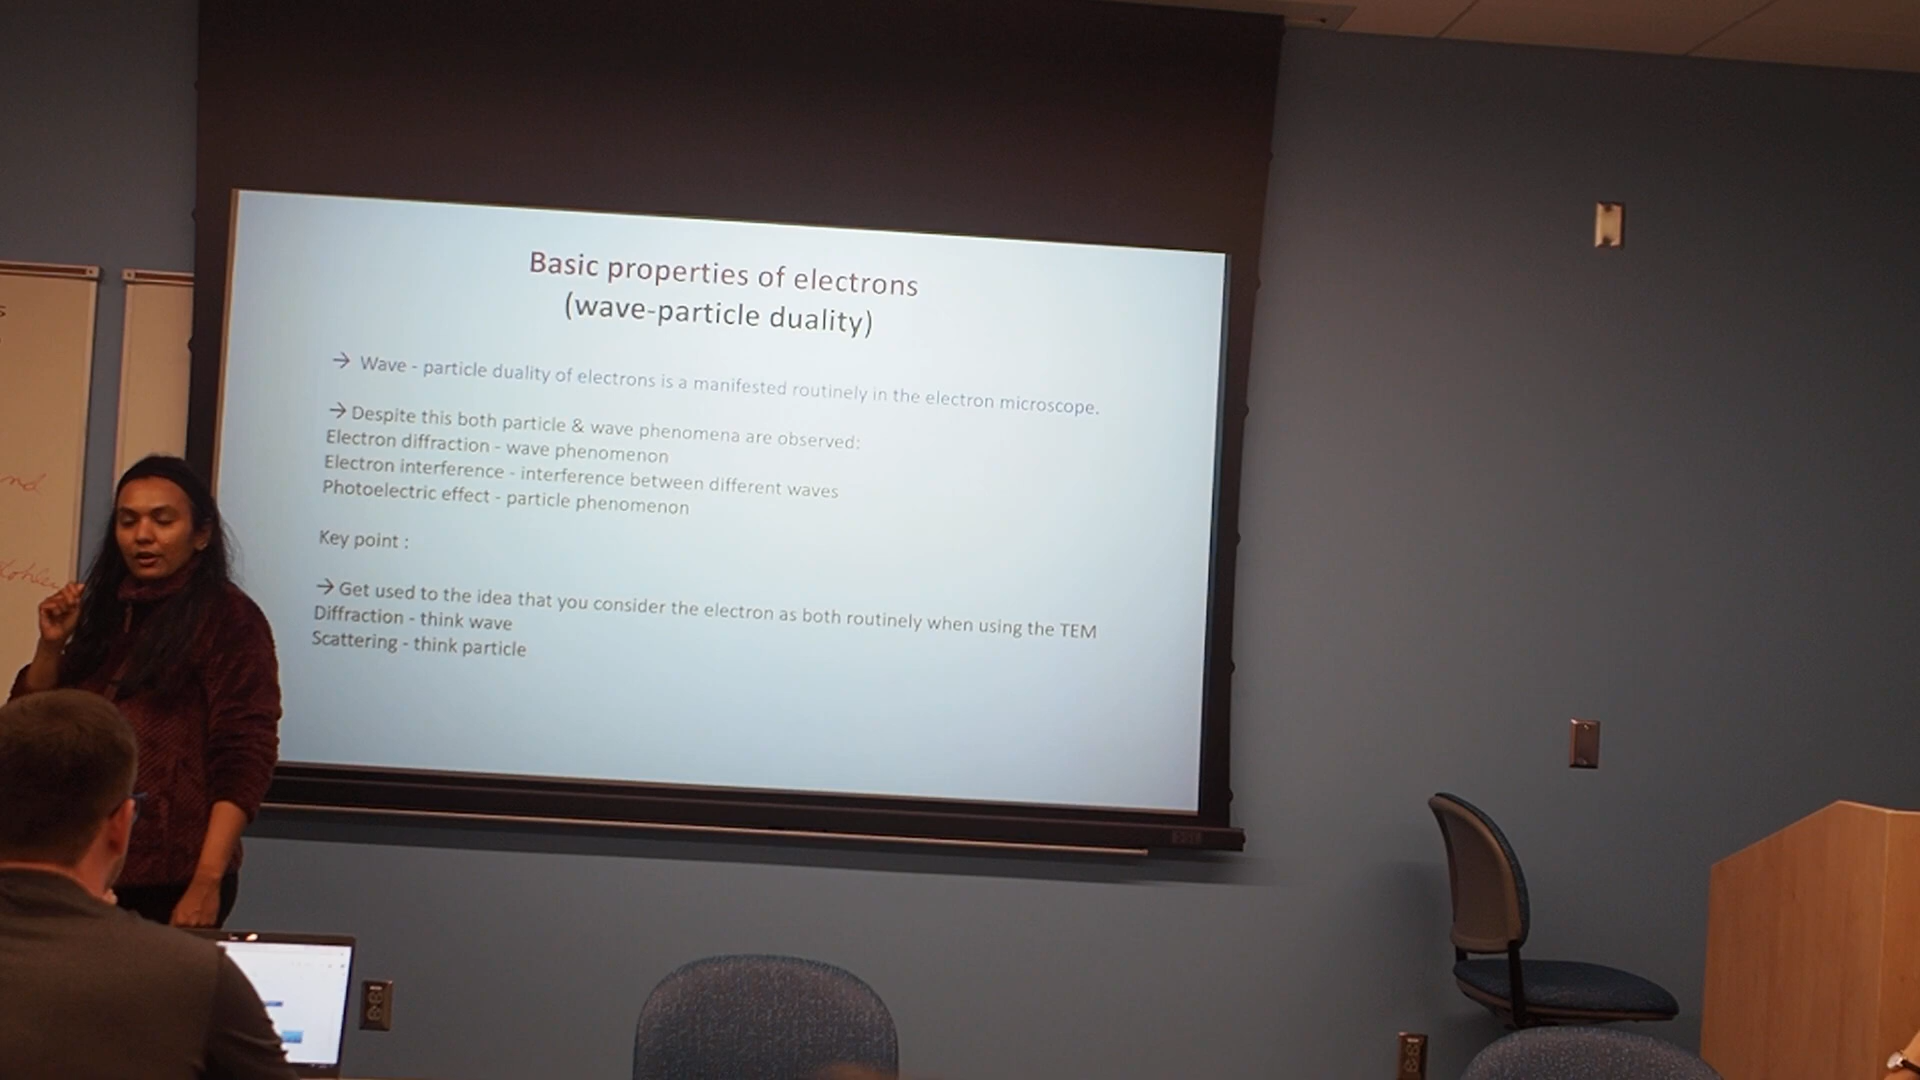 Basic properties of electrons
(wave-particle duality)
→ Wave - particle duality of electrons is a manifested routinely in the electron microscope.
→ Despite this both particle & wave phenomena are observed:
Electron diffraction - wave phenomenon
Electron interference - interference between different waves
Photoelectric effect - particle phenomenon
Key point :
→ Get used to the idea that you consider the electron as both routinely when using the TEM
Diffraction - think wave
Scattering - think particle